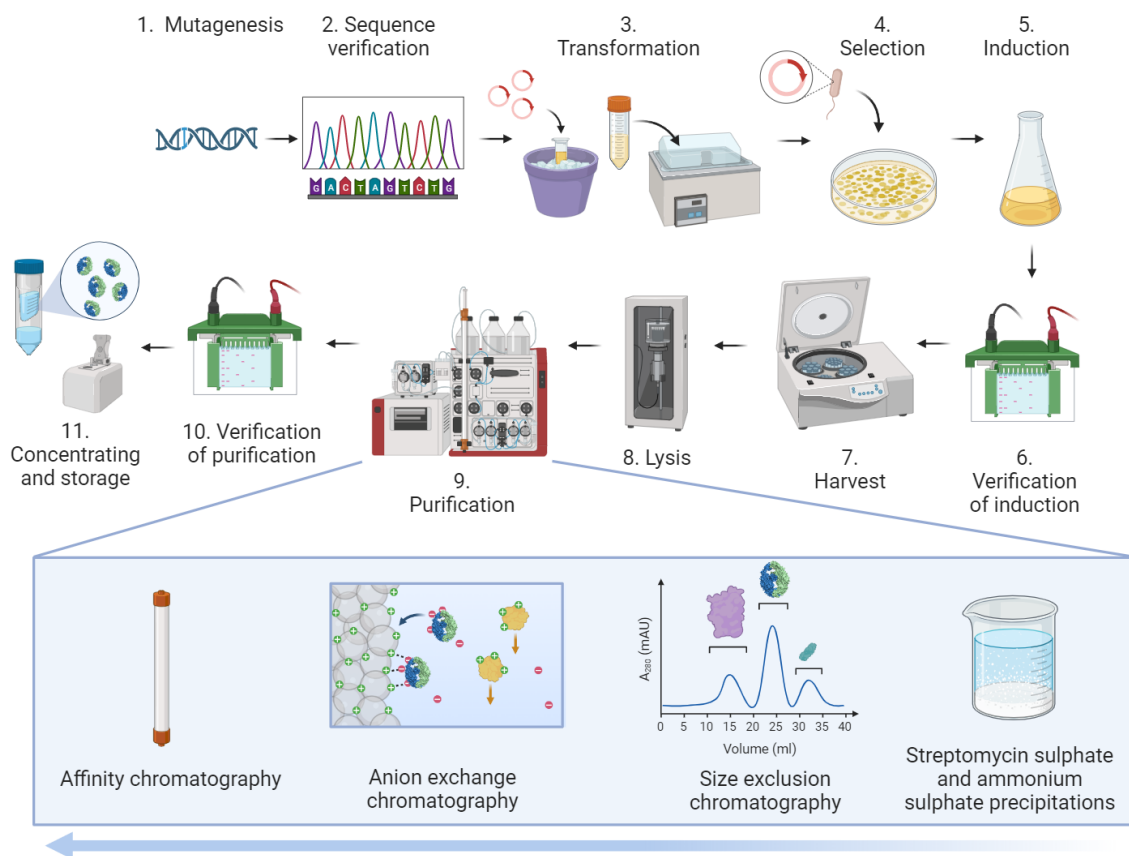 1. Mutagenesis
2. Sequence
verification
3.
Transformation
4.
Selection
5.
Induction
G A C T A G T C T G
11.
Concentrating
and storage
10. Verification
of purification
9.
Purification
8. Lysis
7.
Harvest
6.
Verification
of induction
Affinity chromatography
Anion exchange
chromatography
A280 (mAU)
0 5 10 15 20 25 30 35 40
Volume (ml)
Size exclusion
chromatography
Streptomycin sulphate
and ammonium
sulphate precipitations